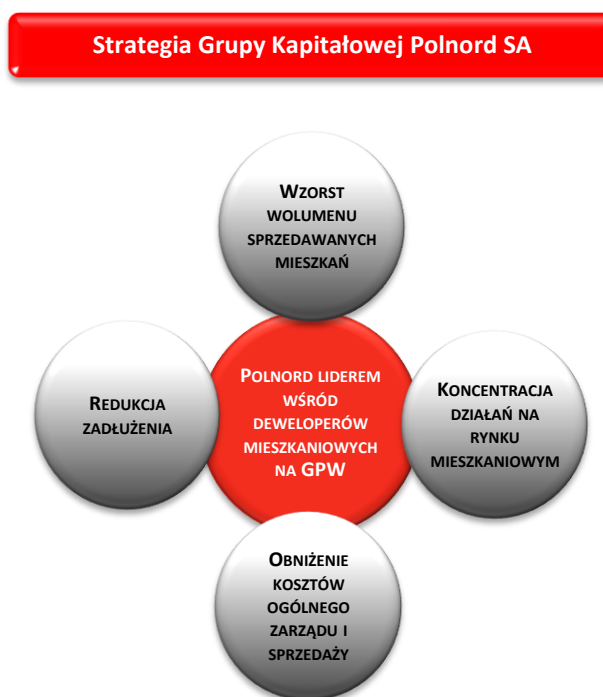 Strategia Grupy Kapitałowej Polnord SA
WZORST
WOLUMENU
SPRZEDAWANYCH
MIESZKAŃ
REDUKCJA
ZADŁUŻENIA
POLNORD LIDEREM
WŚRÓD
DEWELOPERÓW
MIESZKANIOWYCH
NA GPW
KONCENTRACJA
DZIAŁAŃ NA
RYNKU
MIESZKANIOWYM
OBNIŻENIE
KOSZTÓW
OGÓLNEGO
ZARZĄDU I
SPRZEDAŻY